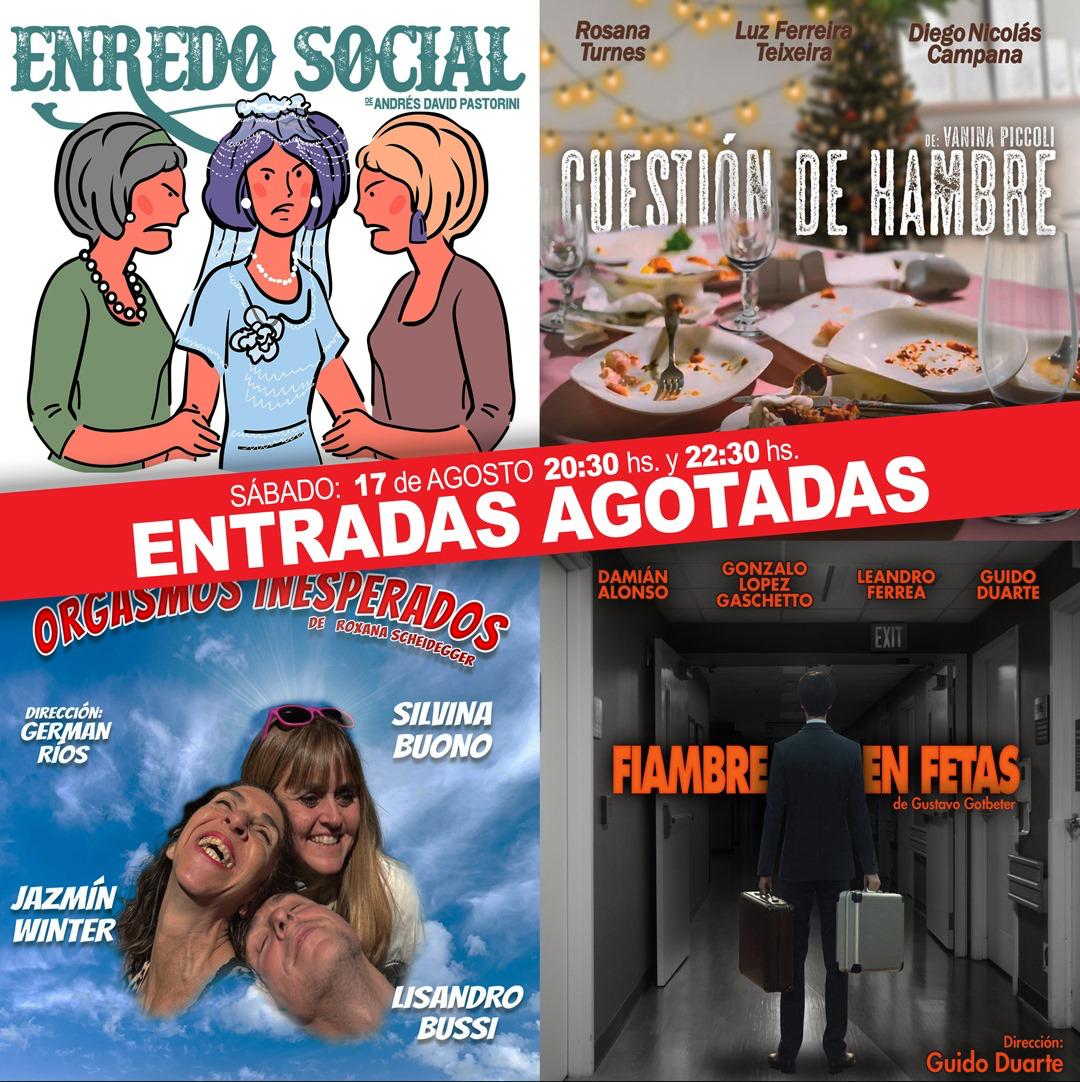 ENREDO SOCIAL
DE ANDRÉS DAVID PASTORINI
Rosana
Turnes
Luz Ferreira
Teixeira
Diego Nicolás
Campana
DE: VANINA PICCOLI
CUESTIÓN DE HAMBRE
SÁBADO: 17 de AGOSTO 20:30 hs. y 22:30 hs.
ENTRADAS AGOTADAS
ORGASMOS INESPERADOS
DE ROXANA SCHEIDEGGER
DIRECCIÓN:
GERMAN
RÍOS
SILVINA
BUONO
JAZMÍN
WINTER
LISANDRO
BUSSI
DAMIÁN
ALONSO
GONZALO
LOPEZ
GASCHETTO
LEANDRO
FERREA
GUIDO
DUARTE
EXIT
FIAMBRE EN FETAS
de Gustavo Gotbeter
Dirección:
Guido Duarte